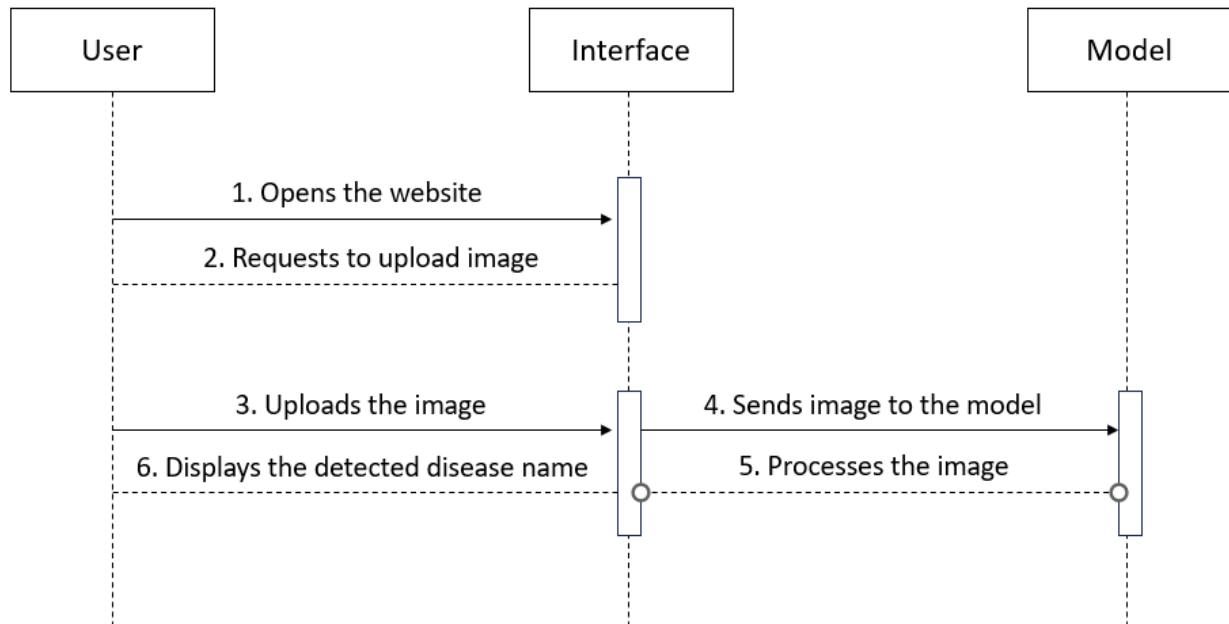 User
Interface
Model
1. Opens the website
2. Requests to upload image
3. Uploads the image
4. Sends image to the model
6. Displays the detected disease name
5. Processes the image